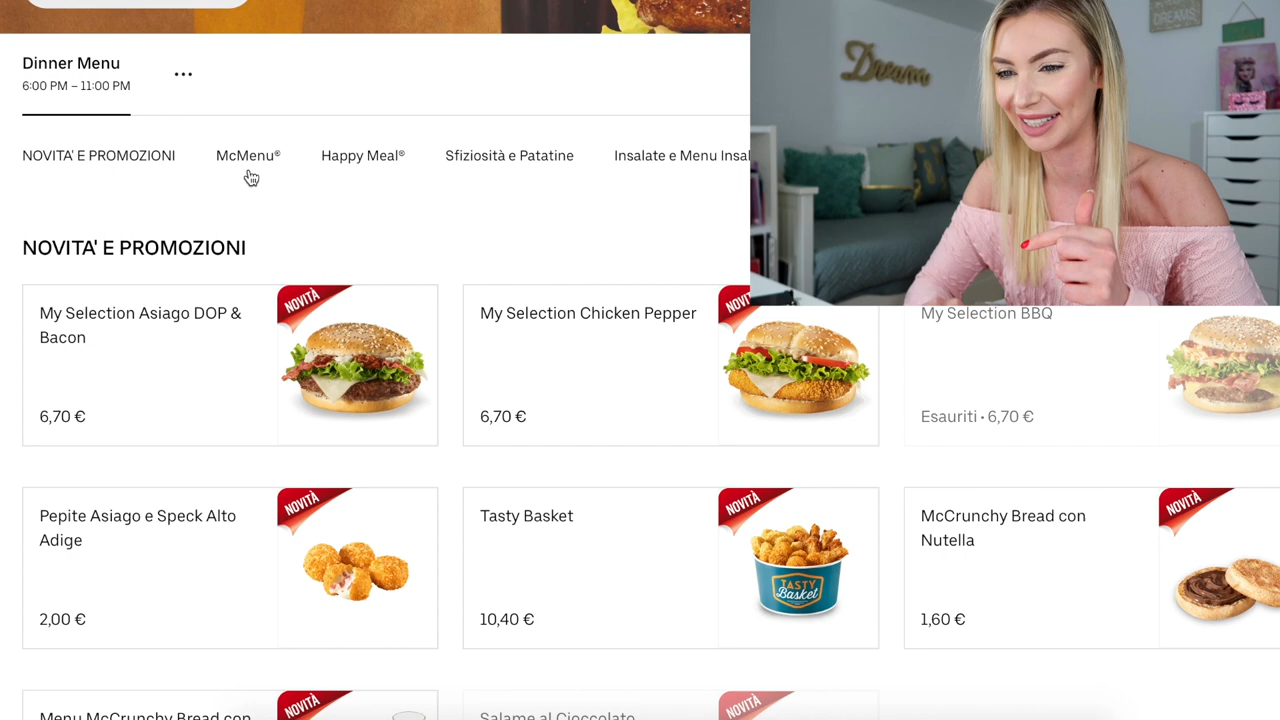 Dinner Menu
6:00 PM – 11:00 PM
•••
NOVITA' E PROMOZIONI
McMenu®
Happy Meal®
Sfiziosità e Patatine
Insalate e Menu Insal
NOVITA' E PROMOZIONI
My Selection Asiago DOP &
Bacon
6,70 €
NOVITÀ
My Selection Chicken Pepper
6,70 €
NOVI
My Selection BBQ
Esauriti • 6,70 €
Pepite Asiago e Speck Alto
Adige
2,00 €
NOVITÀ
Tasty Basket
10,40 €
NOVITÀ
TASTY
Basket
McCrunchy Bread con
Nutella
1,60 €
NOVITÀ
Menu McCrunchy Bread con
NOVITÀ
Salame al Cioccolato
NOVITÀ
Dream
DREAMS